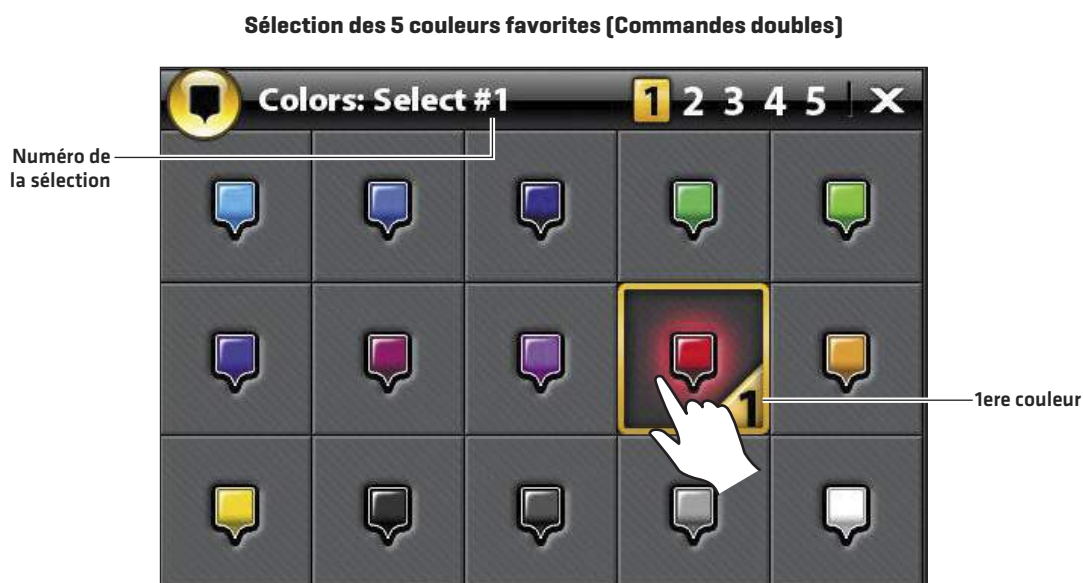 Sélection des 5 couleurs favorites (Commandes doubles)
Colors: Select #1
1 2 3 4 5 X
Numéro de
la sélection
1
1ere couleur